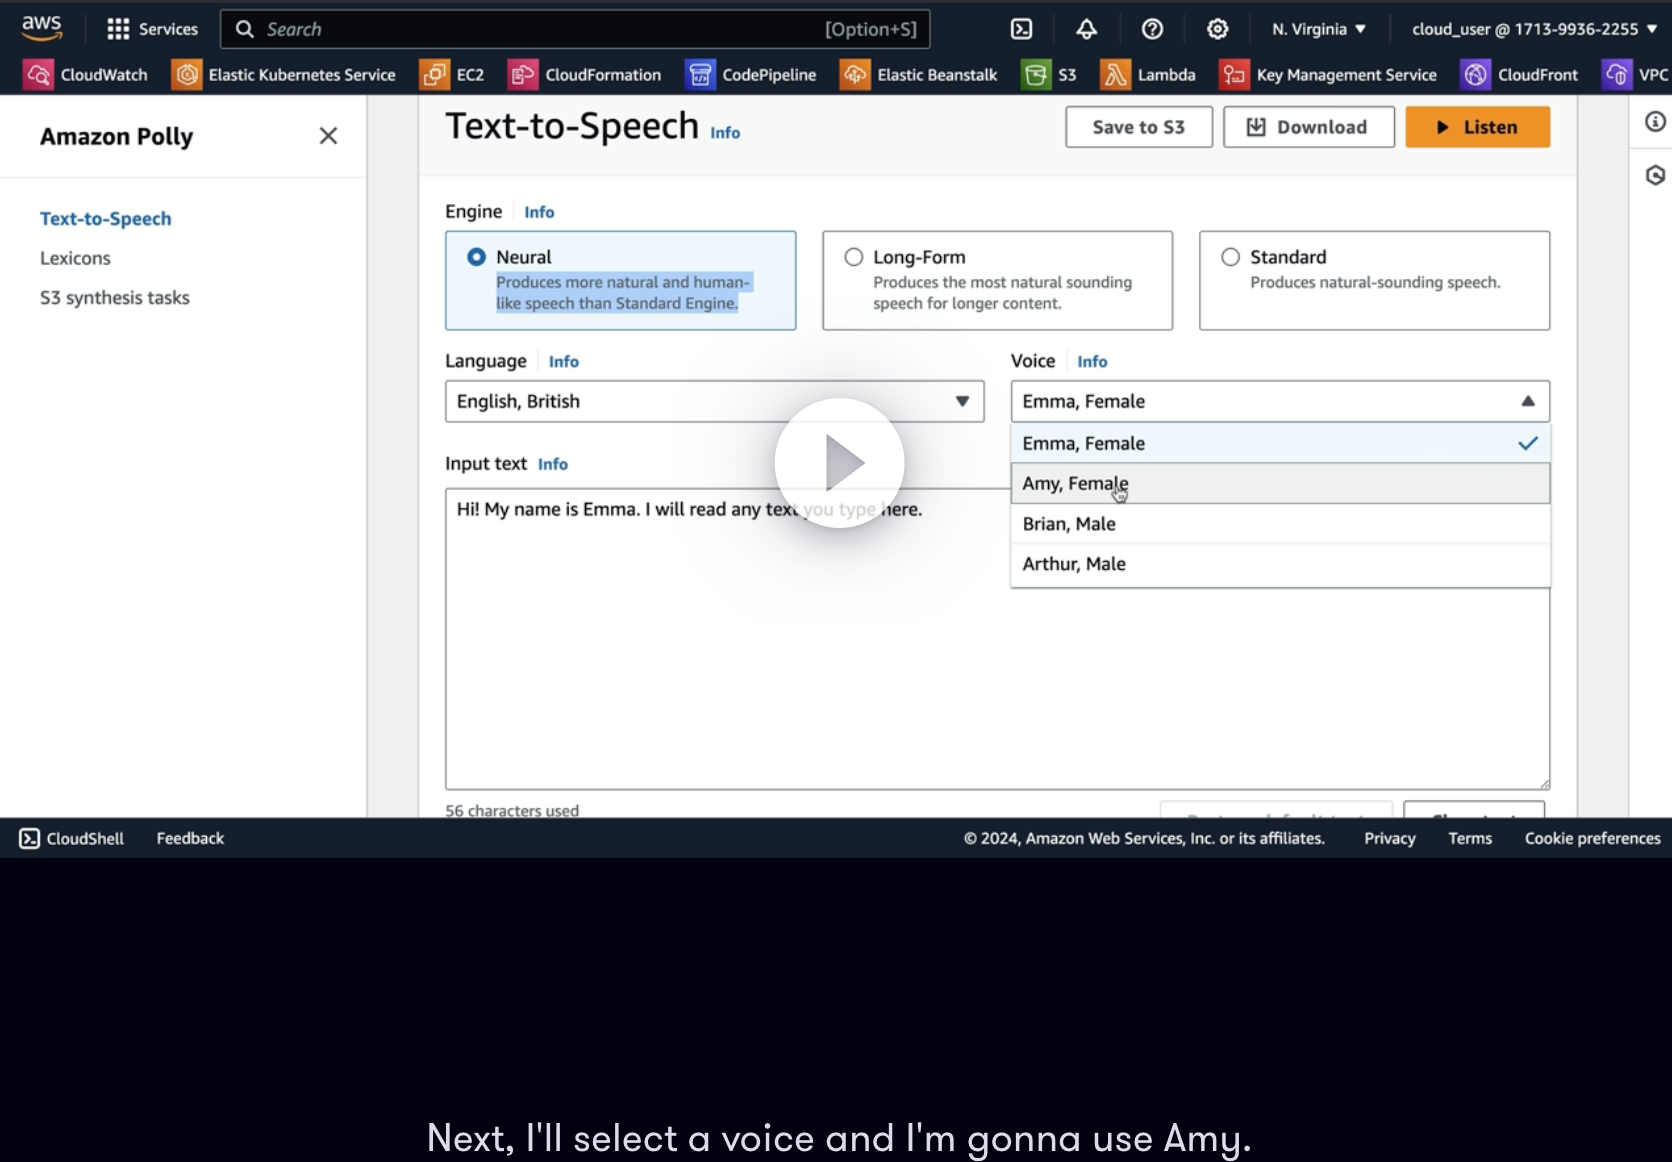 aws Services Search [Option+S] N. Virginia cloud_user @ 1713-9936-2255
CloudWatch Elastic Kubernetes Service EC2 CloudFormation CodePipeline Elastic Beanstalk S3 Lambda Key Management Service CloudFront VPC
Amazon Polly
Text-to-Speech
Lexicons
S3 synthesis tasks
Text-to-Speech Info Save to S3 Download Listen
Engine Info
Neural
Produces more natural and human-
like speech than Standard Engine.
Long-Form
Produces the most natural sounding
speech for longer content.
Standard
Produces natural-sounding speech.
Language Info
English, British
Voice Info
Emma, Female
Emma, Female
Amy, Female
Brian, Male
Arthur, Male
Input text Info
Hi! My name is Emma. I will read any text you type here.
56 characters used
CloudShell Feedback © 2024, Amazon Web Services, Inc. or its affiliates. Privacy Terms Cookie preferences
Next, I'll select a voice and I'm gonna use Amy.